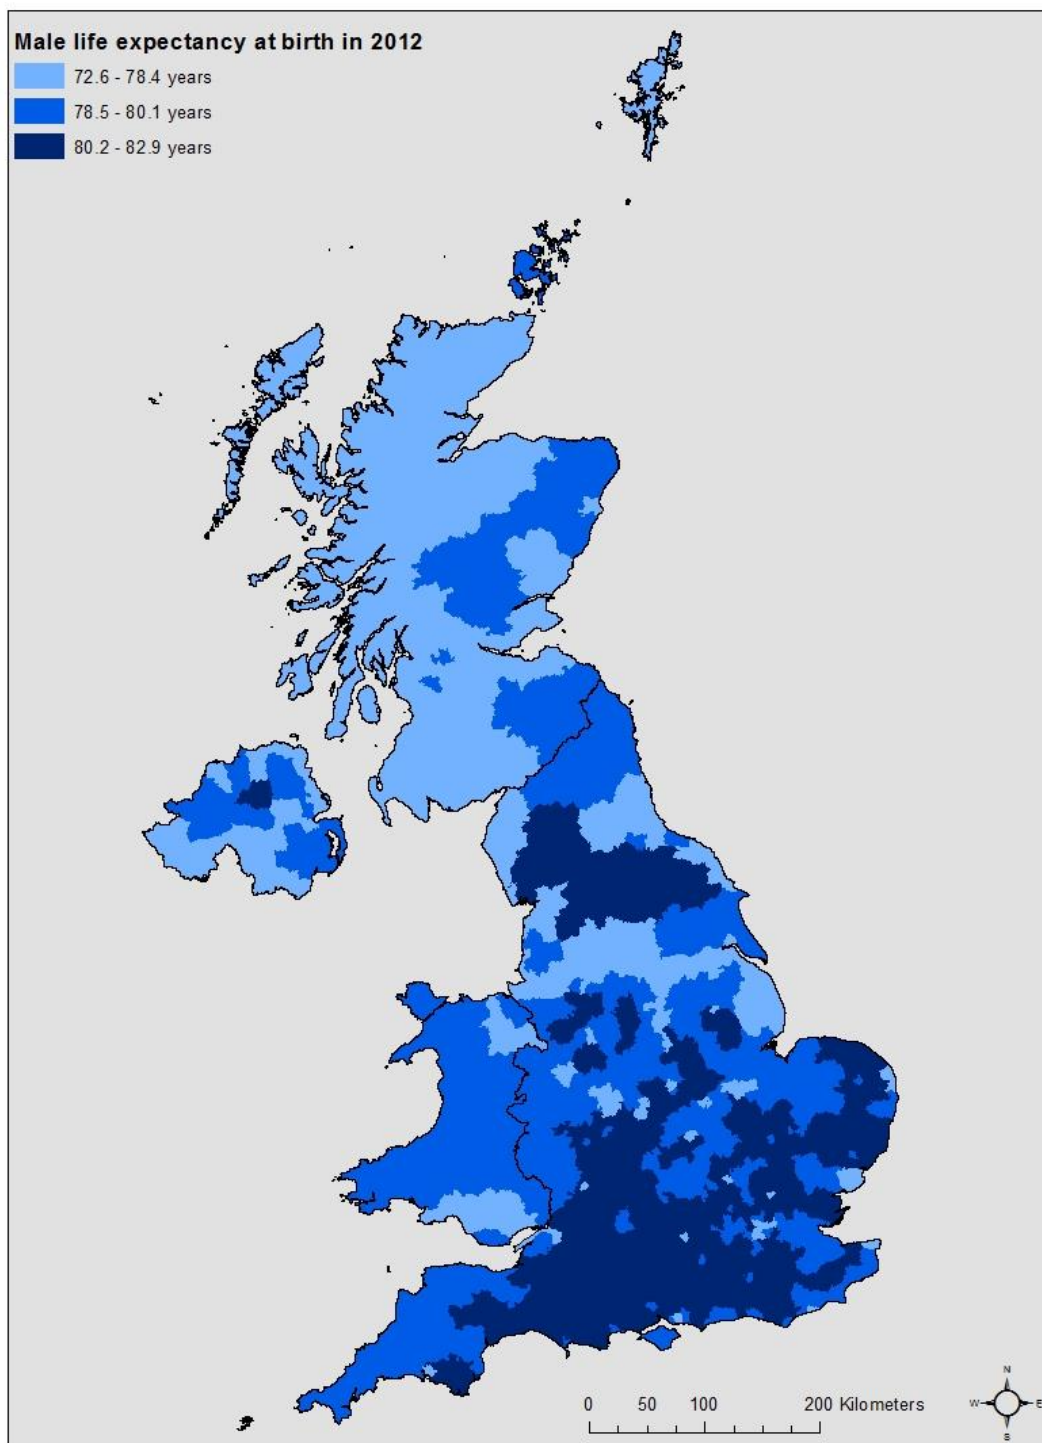 Male life expectancy at birth in 2012
72.6 - 78.4 years
78.5 - 80.1 years
80.2 - 82.9 years
0 50 100 200 Kilometers
N
W E
S